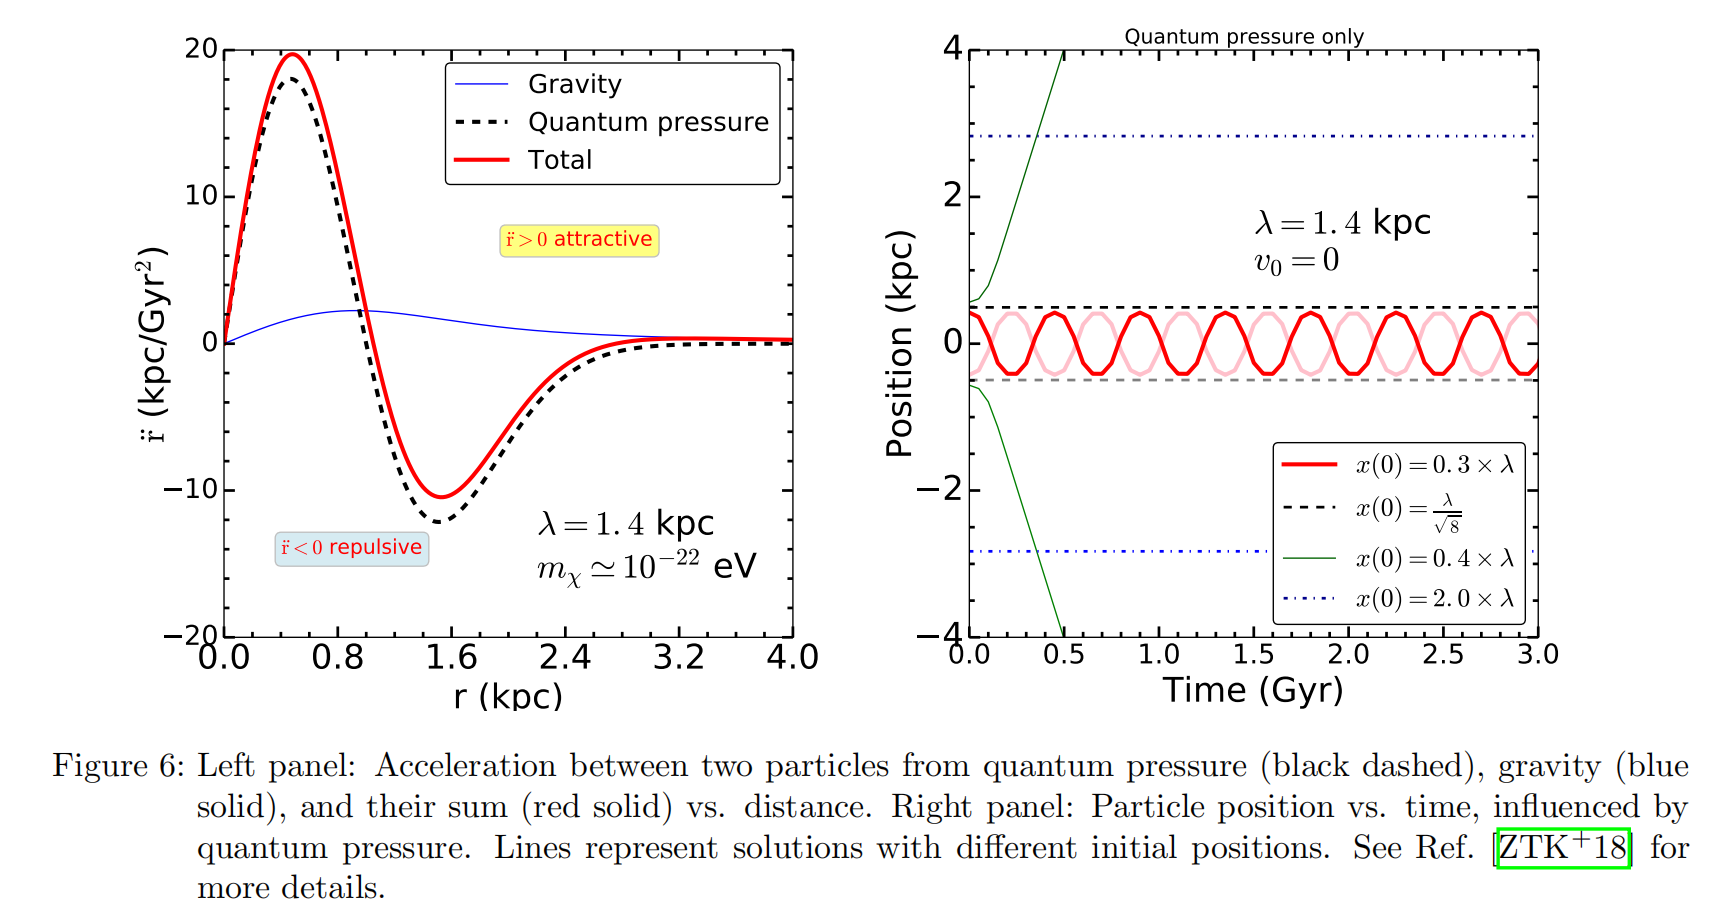 20
10
0
−10
−20
0.0 0.8 1.6 2.4 3.2 4.0
r (kpc)
r̈ (kpc/Gyr²)
Gravity
Quantum pressure
Total
r̈ > 0 attractive
r̈ < 0 repulsive
λ = 1.4 kpc
mχ ≃ 10⁻²² eV
Quantum pressure only
4
2
0
−2
−4
0.0 0.5 1.0 1.5 2.0 2.5 3.0
Time (Gyr)
Position (kpc)
λ = 1.4 kpc
v₀ = 0
x(0) = 0.3 × λ
x(0) = λ/√8
x(0) = 0.4 × λ
x(0) = 2.0 × λ
Figure 6: Left panel: Acceleration between two particles from quantum pressure (black dashed), gravity (blue
solid), and their sum (red solid) vs. distance. Right panel: Particle position vs. time, influenced by
quantum pressure. Lines represent solutions with different initial positions. See Ref. [ZTK⁺18] for
more details.